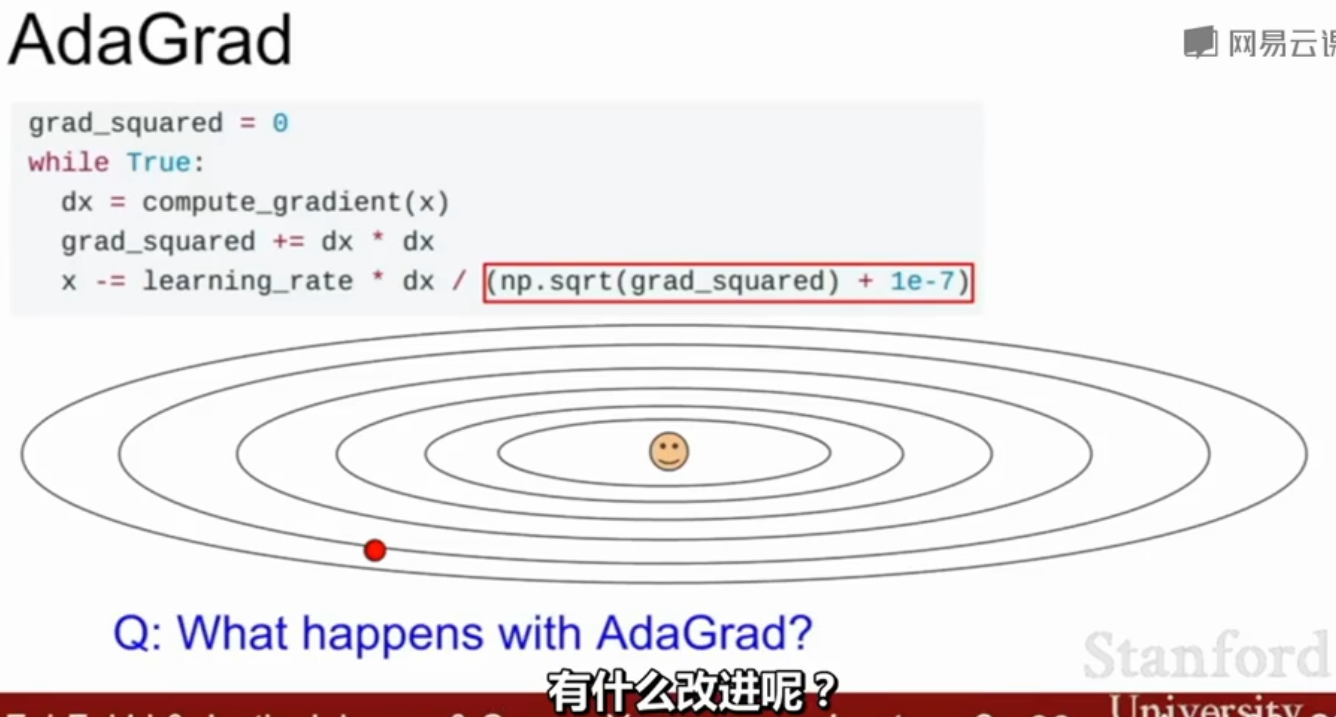 AdaGrad
网易云课
grad_squared = 0
while True:
dx = compute_gradient(x)
grad_squared += dx * dx
x -= learning_rate * dx / (np.sqrt(grad_squared) + 1e-7)
Q: What happens with AdaGrad?
Stanford
有什么改进呢？
University